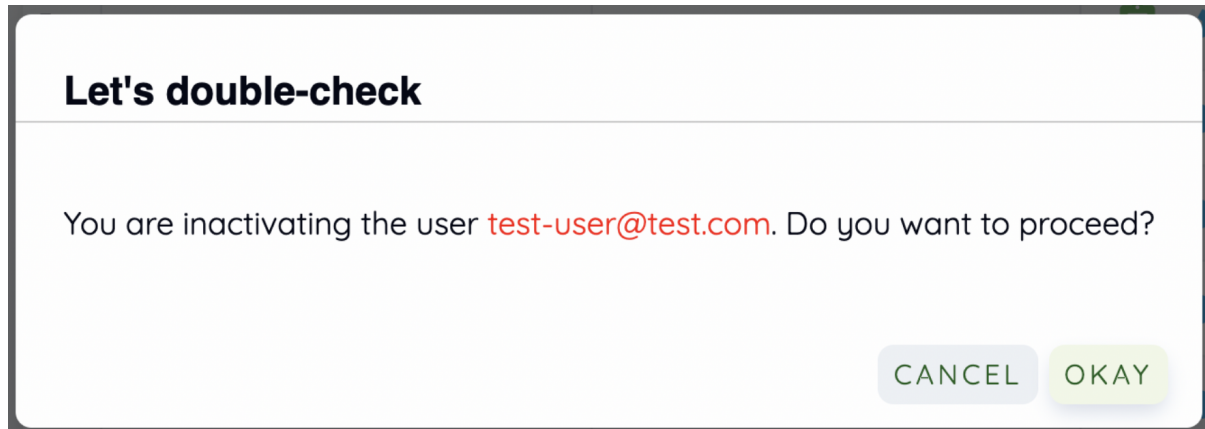 Let's double-check
You are inactivating the user test-user@test.com. Do you want to proceed?
CANCEL OKAY